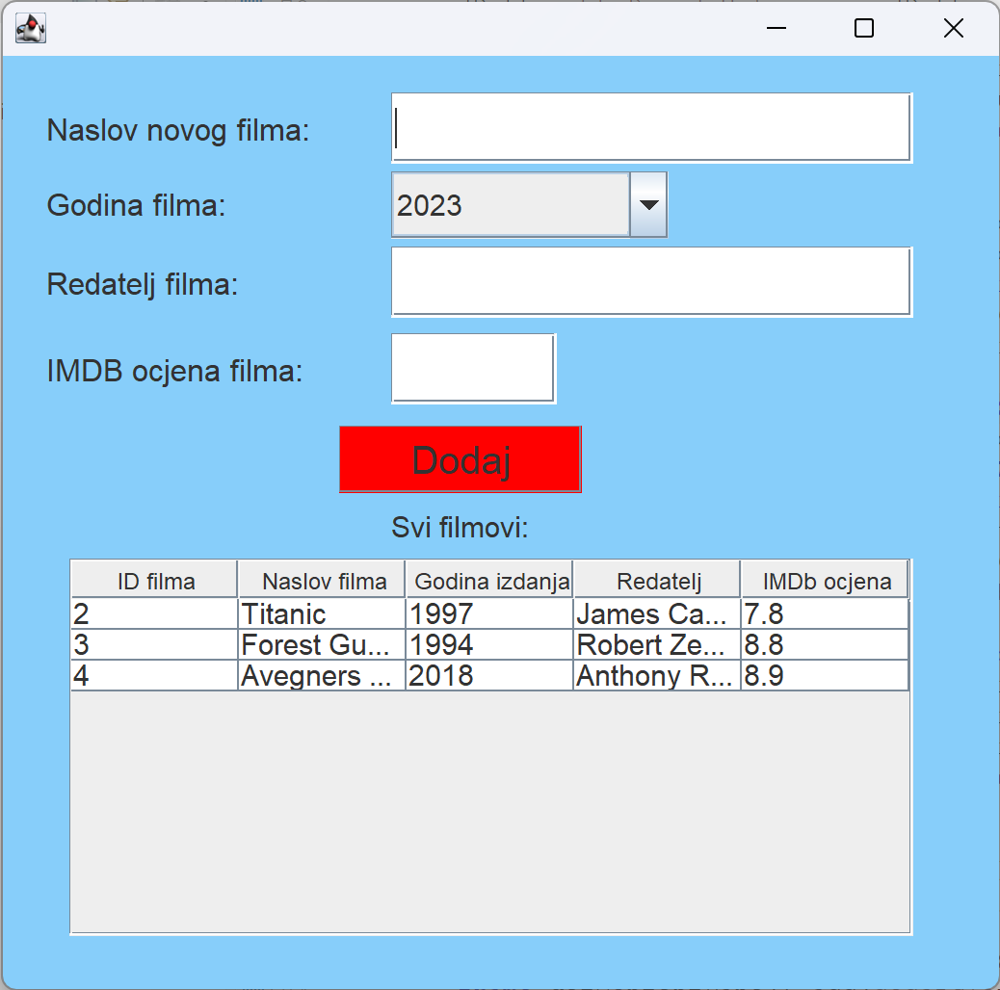 Naslov novog filma:
Godina filma:
2023
Redatelj filma:
IMDB ocjena filma:
Dodaj
Svi filmovi:
ID filma Naslov filma Godina izdanja Redatelj IMDb ocjena
2 Titanic 1997 James Ca... 7.8
3 Forest Gu... 1994 Robert Ze... 8.8
4 Avegners ... 2018 Anthony R... 8.9